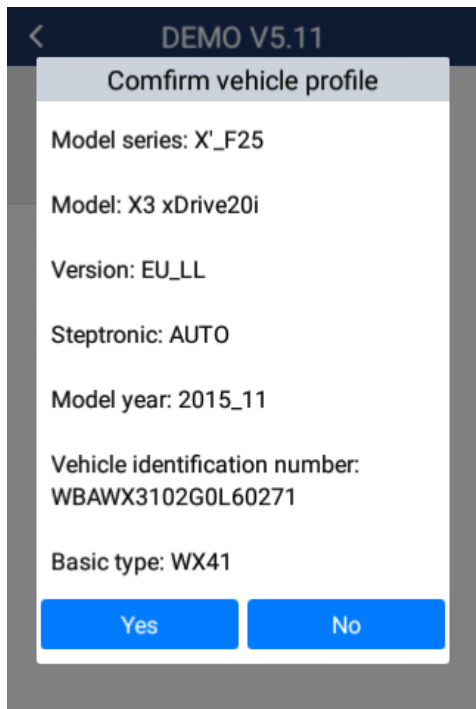 DEMO V5.11
Comfirm vehicle profile
Model series: X'_F25
Model: X3 xDrive20i
Version: EU_LL
Steptronic: AUTO
Model year: 2015_11
Vehicle identification number:
WBAWX3102G0L60271
Basic type: WX41
Yes
No